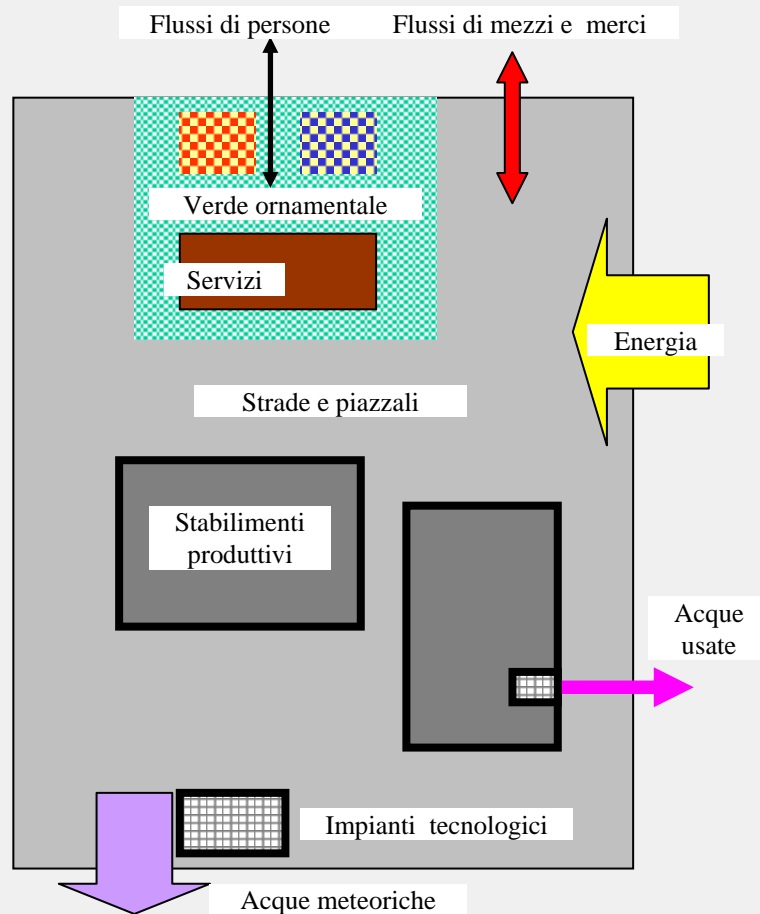 Flussi di persone
Flussi di mezzi e merci
Verde ornamentale
Servizi
Energia
Strade e piazzali
Stabilimenti
produttivi
Acque
usate
Impianti tecnologici
Acque meteoriche